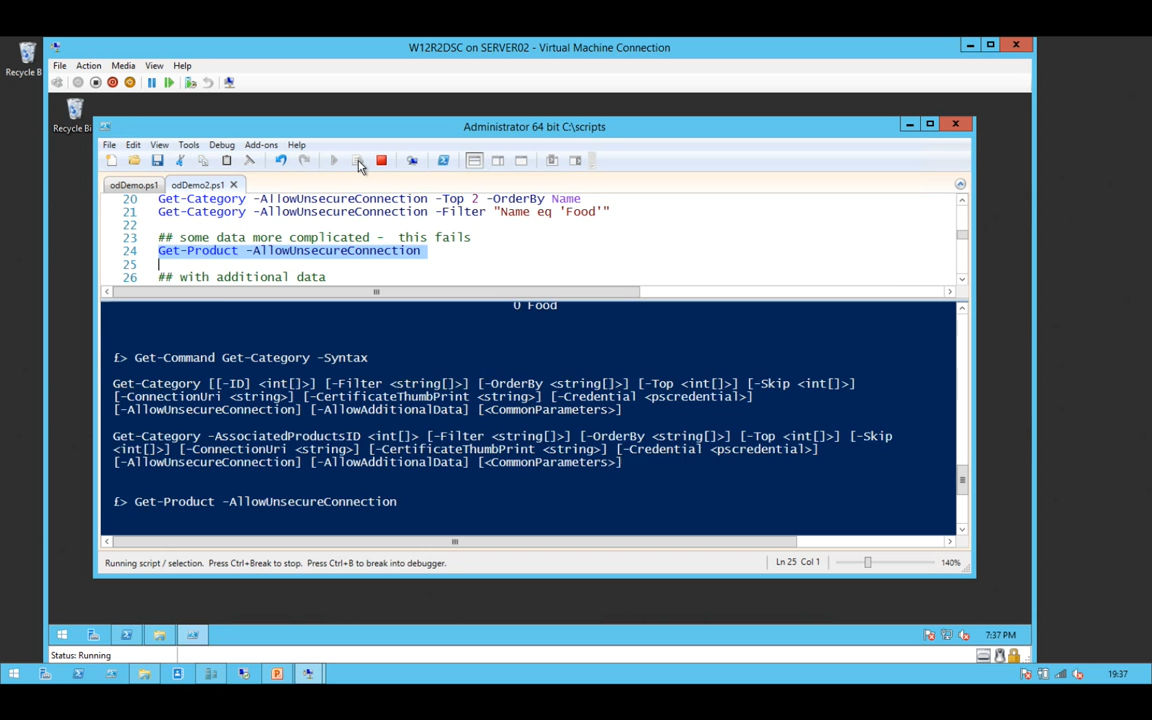 W12R2DSC on SERVER02 - Virtual Machine Connection
File Action Media View Help
Recycle B
Recycle Bi
Administrator 64 bit C:\scripts
File Edit View Tools Debug Add-ons Help
odDemo.ps1 odDemo2.ps1
20 Get-Category -AllowUnsecureConnection -Top 2 -OrderBy Name
21 Get-Category -AllowUnsecureConnection -Filter "Name eq 'Food'"
22
23 ## some data more complicated - this fails
24 Get-Product -AllowUnsecureConnection
25
26 ## with additional data
0 Food
£> Get-Command Get-Category -Syntax
Get-Category [[-ID] <int[]>] [-Filter <string[]>] [-OrderBy <string[]>] [-Top <int[]>] [-Skip <int[]>]
[-ConnectionUri <string>] [-CertificateThumbPrint <string>] [-Credential <pscredential>]
[-AllowUnsecureConnection] [-AllowAdditionalData] [<CommonParameters>]
Get-Category -AssociatedProductsID <int[]> [-Filter <string[]>] [-OrderBy <string[]>] [-Top <int[]>] [-Skip
<int[]>] [-ConnectionUri <string>] [-CertificateThumbPrint <string>] [-Credential <pscredential>]
[-AllowUnsecureConnection] [-AllowAdditionalData] [<CommonParameters>]
£> Get-Product -AllowUnsecureConnection
Running script / selection. Press Ctrl+Break to stop. Press Ctrl+B to break into debugger.
Ln 25 Col 1
140%
7:37 PM
Status: Running
19:37